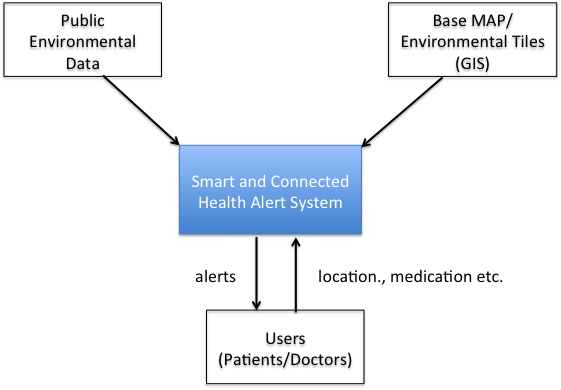 Public
Environmental
Data
Base MAP/
Environmental Tiles
(GIS)
Smart and Connected
Health Alert System
alerts
location., medication etc.
Users
(Patients/Doctors)